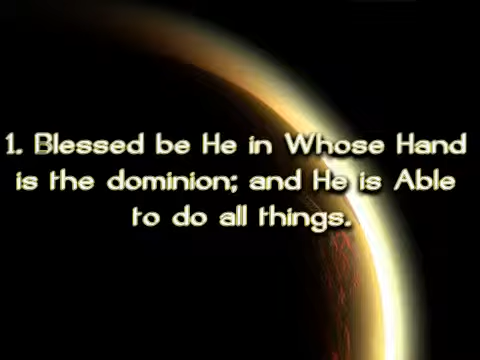 1. Blessed be He in Whose Hand
is the dominion; and He is Able
to do all things.